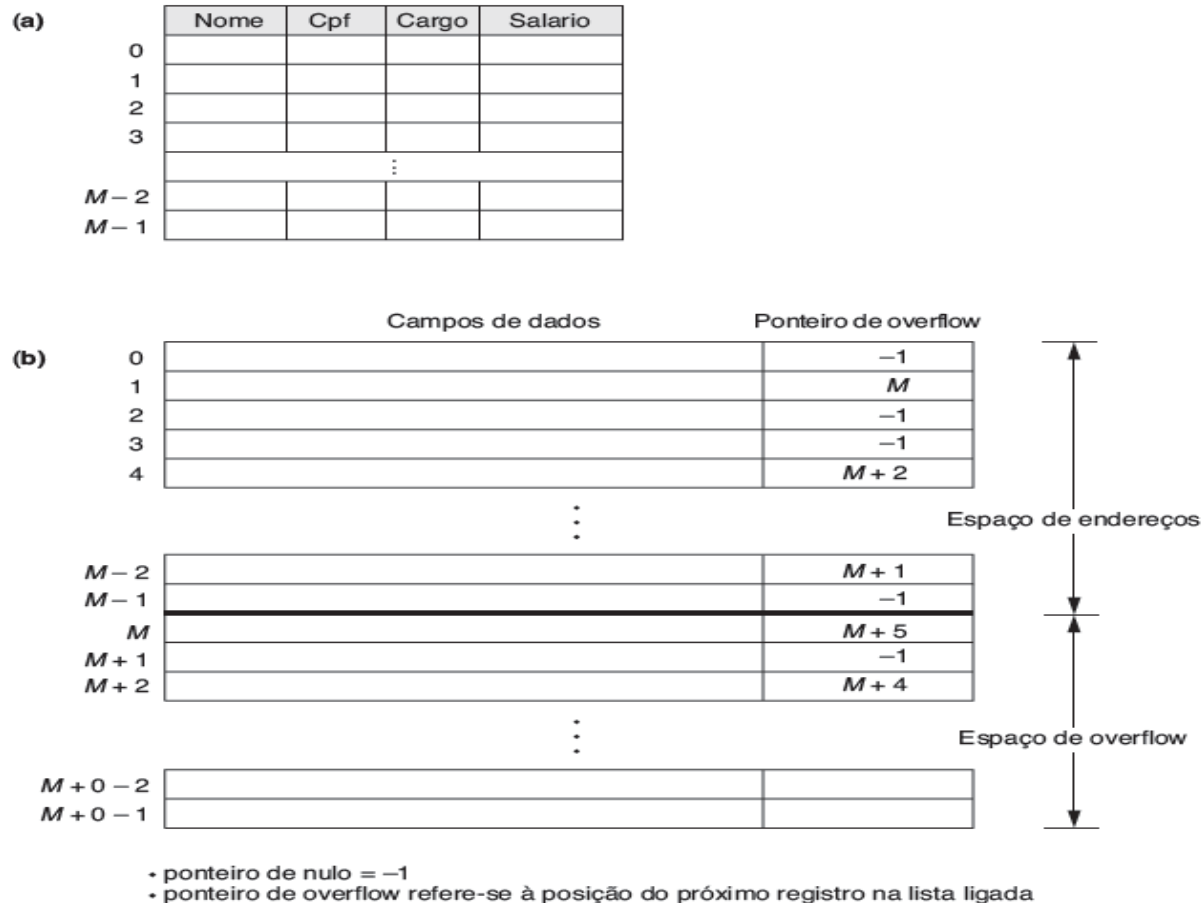 (a) Nome Cpf Cargo Salario
0
1
2
3
⋮
M – 2
M – 1
Campos de dados Ponteiro de overflow
(b) 0 –1
1 M
2 –1
3 –1
4 M + 2
Espaço de endereços
M – 2 M + 1
M – 1 –1
M M + 5
M + 1 –1
M + 2 M + 4
Espaço de overflow
M + 0 – 2
M + 0 – 1
• ponteiro de nulo = –1
• ponteiro de overflow refere-se à posição do próximo registro na lista ligada